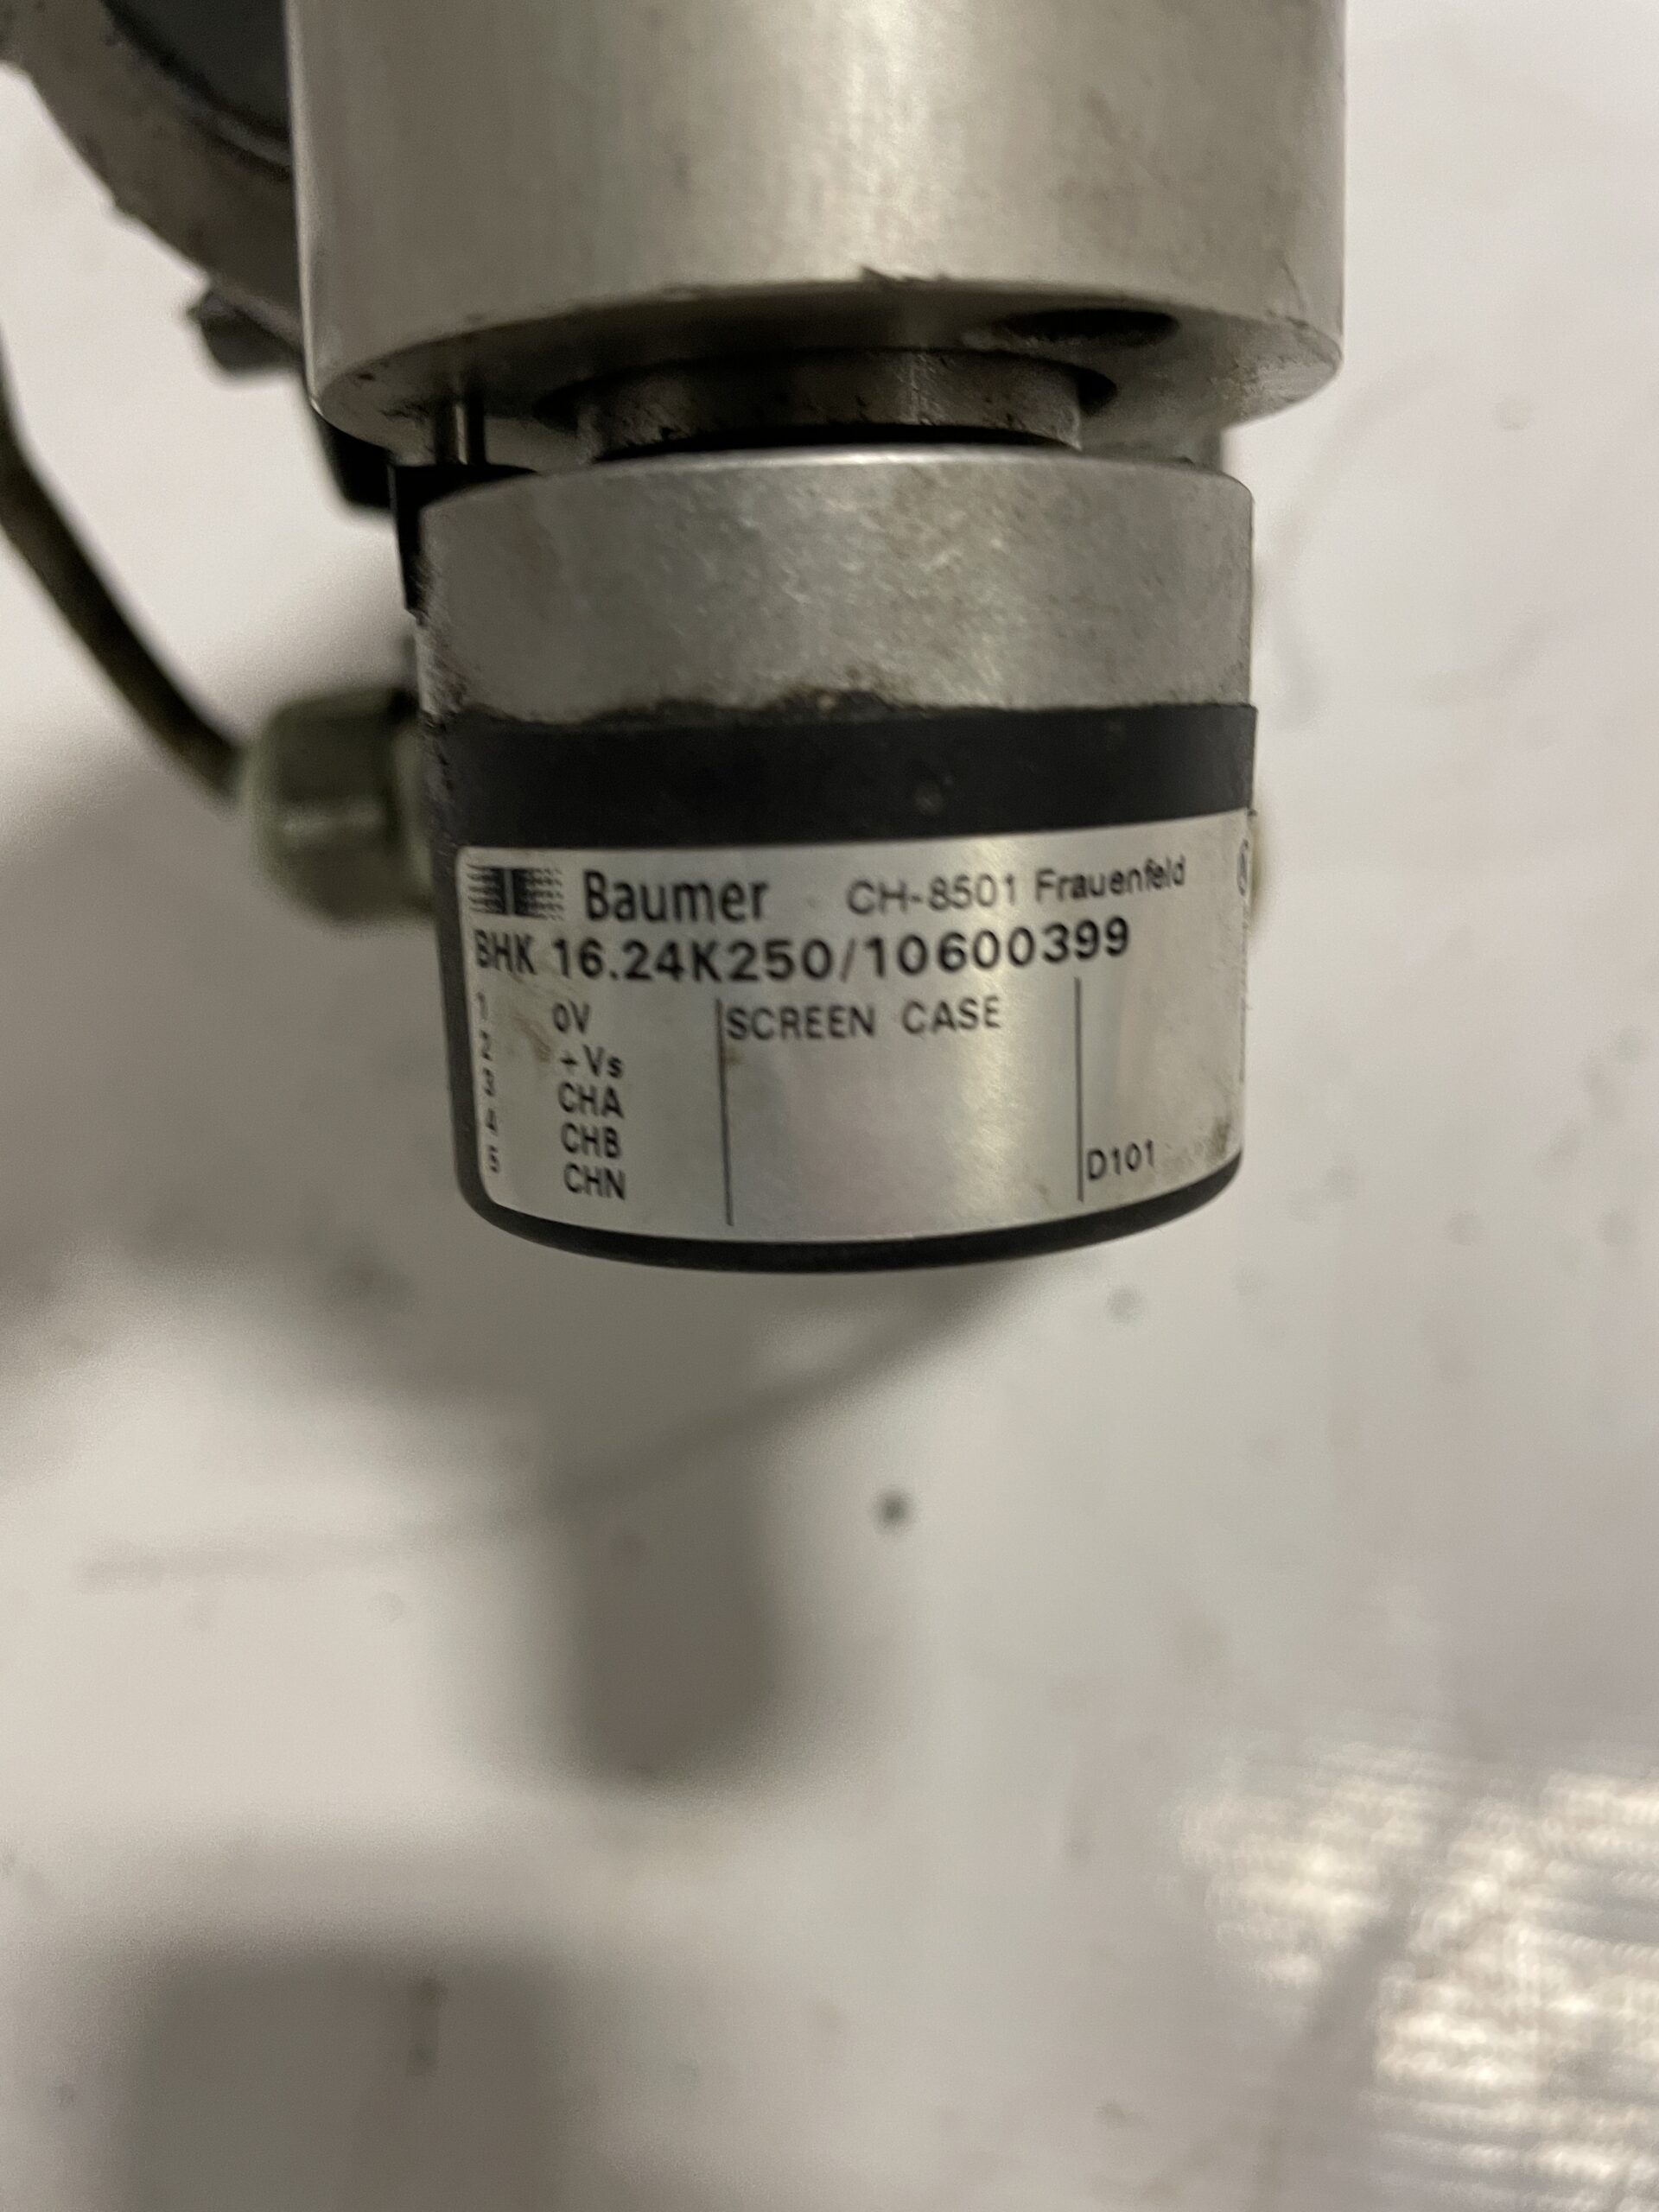 Baumer CH-8501 Frauenfeld
BHK 16.24K250/10600399
1 0V SCREEN CASE
2 +Vs
3 CHA
4 CHB
5 CHN D101